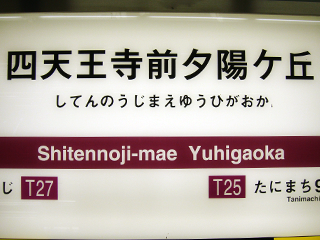 四天王寺前夕陽ケ丘
してんのうじまえゆうひがおか
Shitennoji-mae Yuhigaoka
じ T27 T25 たにまち9
Tanimachi